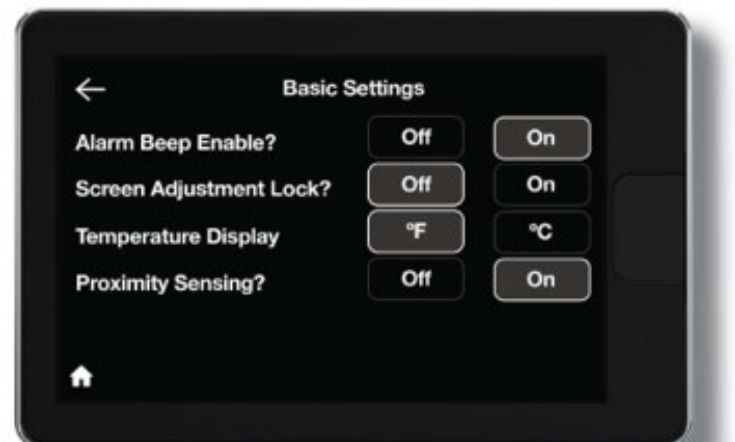 Basic Settings
Alarm Beep Enable? Off On
Screen Adjustment Lock? Off On
Temperature Display °F °C
Proximity Sensing? Off On